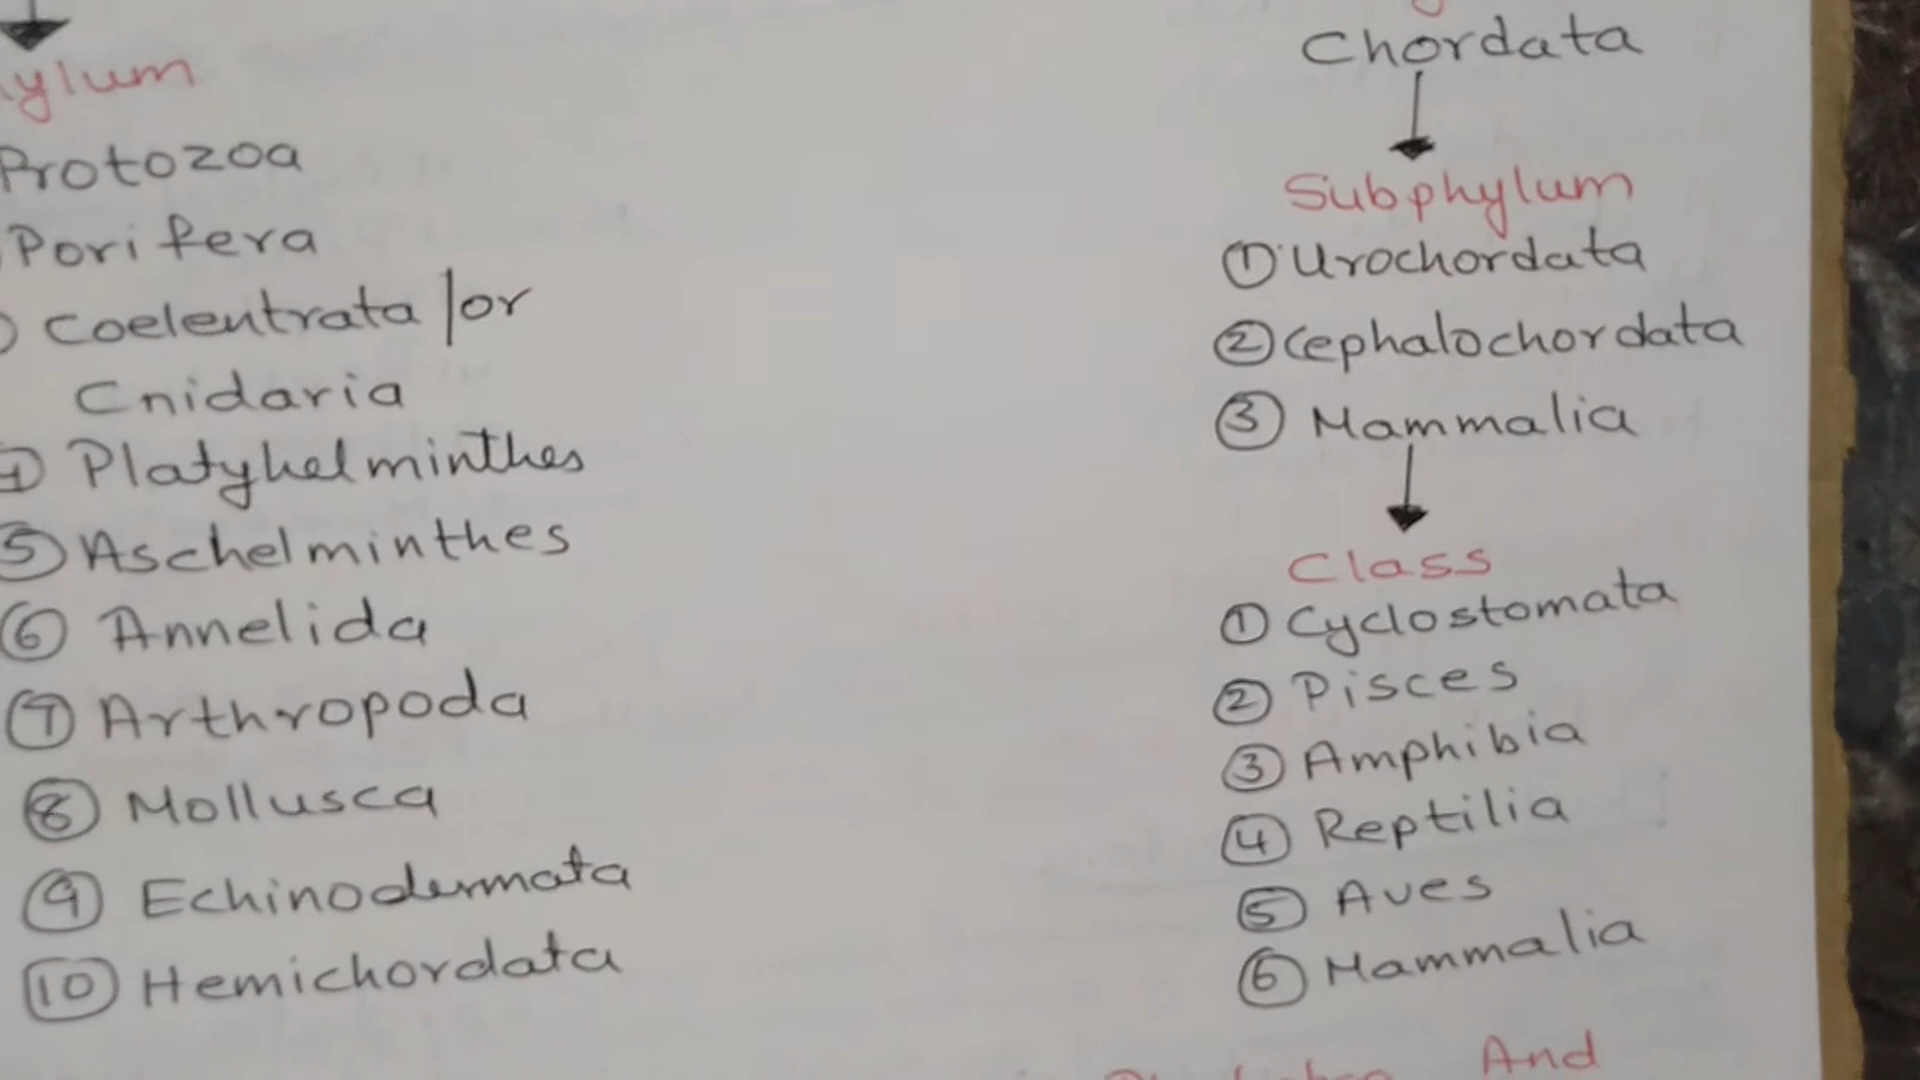 Phylum
Protozoa
Porifera
Coelentrata /or
Cnidaria
4 Platyhelminthes
5 Aschelminthes
6 Annelida
7 Arthropoda
8 Mollusca
9 Echinodermata
10 Hemichordata
Chordata
Subphylum
1 Urochordata
2 Cephalochordata
3 Mammalia
Class
1 Cyclostomata
2 Pisces
3 Amphibia
4 Reptilia
5 Aves
6 Mammalia
And